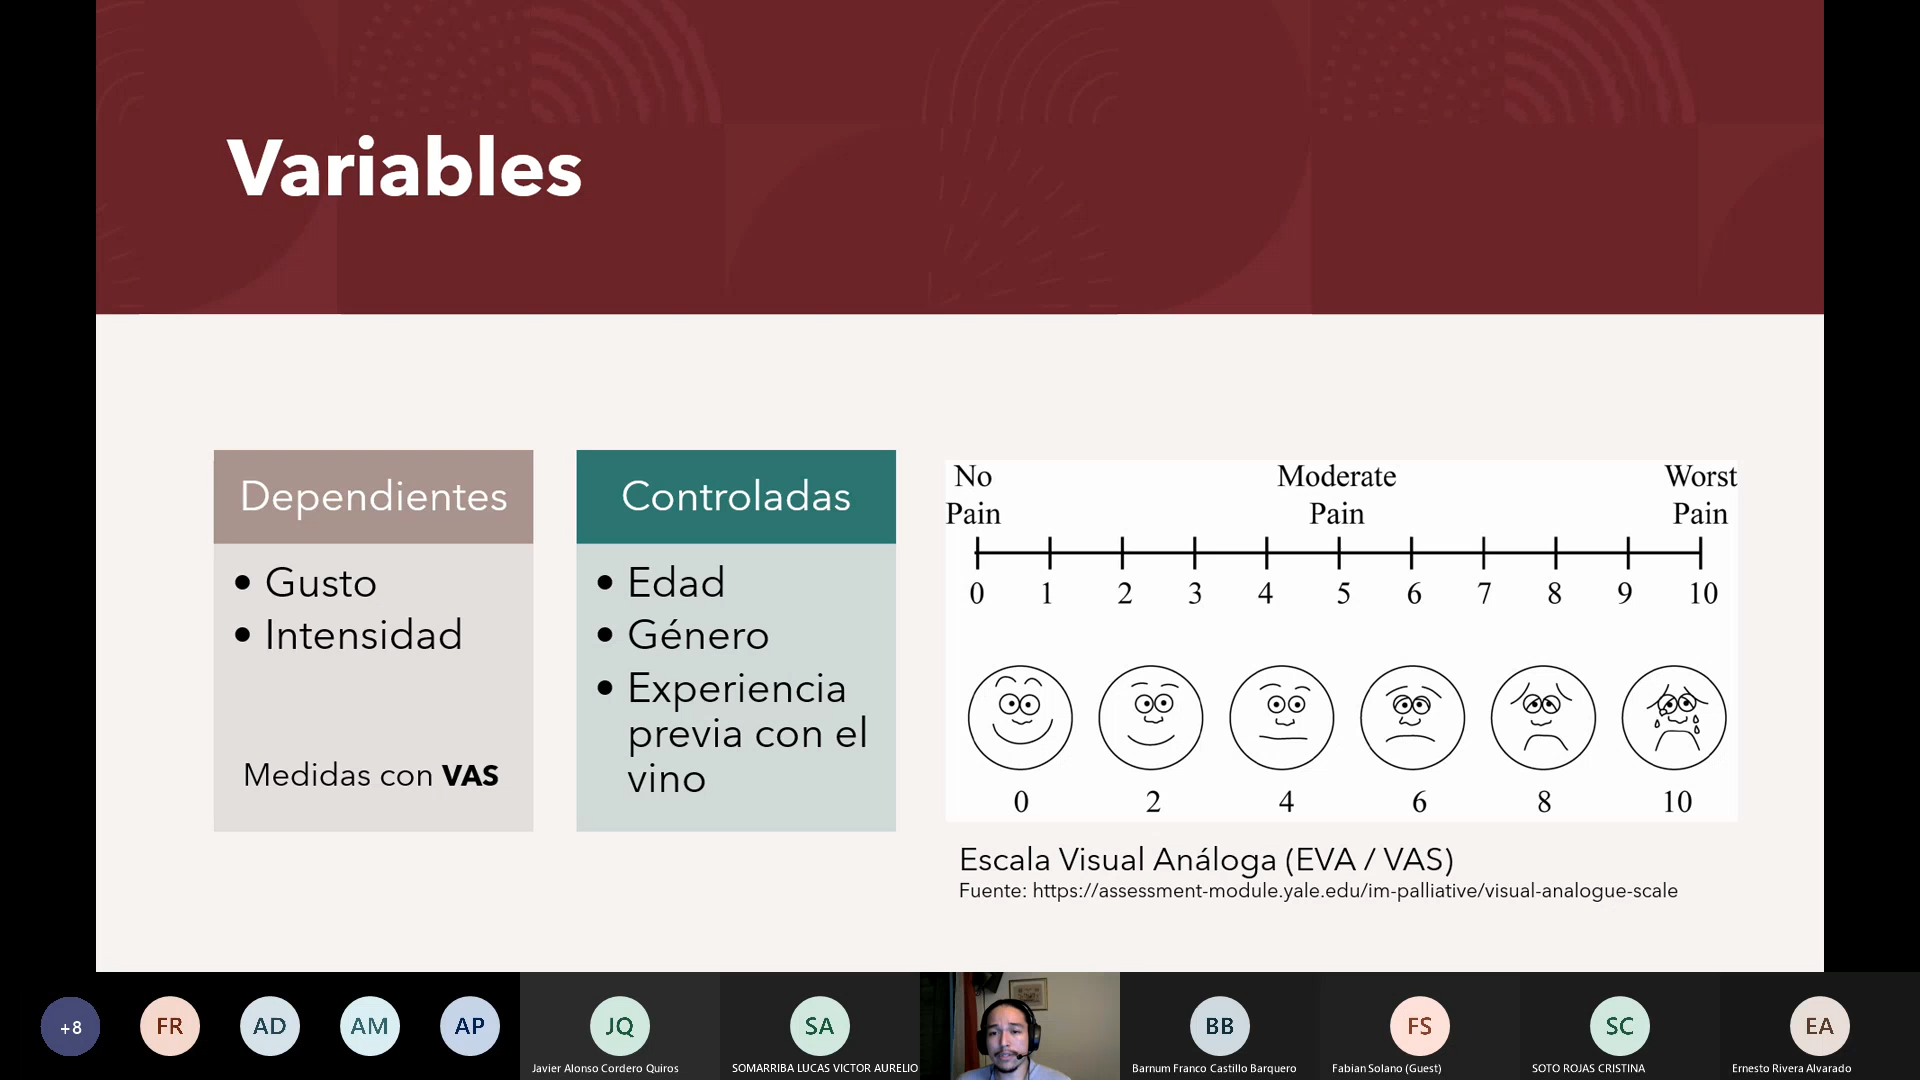 Variables
Dependientes
• Gusto
• Intensidad
Medidas con VAS
Controladas
• Edad
• Género
• Experiencia
previa con el
vino
No Moderate Worst
Pain Pain Pain
0 1 2 3 4 5 6 7 8 9 10
0 2 4 6 8 10
Escala Visual Análoga (EVA / VAS)
Fuente: https://assessment-module.yale.edu/im-palliative/visual-analogue-scale
+8 FR AD AM AP JQ SA BB FS SC EA
Javier Alonso Cordero Quiros SOMARRIBA LUCAS VICTOR AURELIO Barnum Franco Castillo Barquero Fabian Solano (Guest) SOTO ROJAS CRISTINA Ernesto Rivera Alvarado